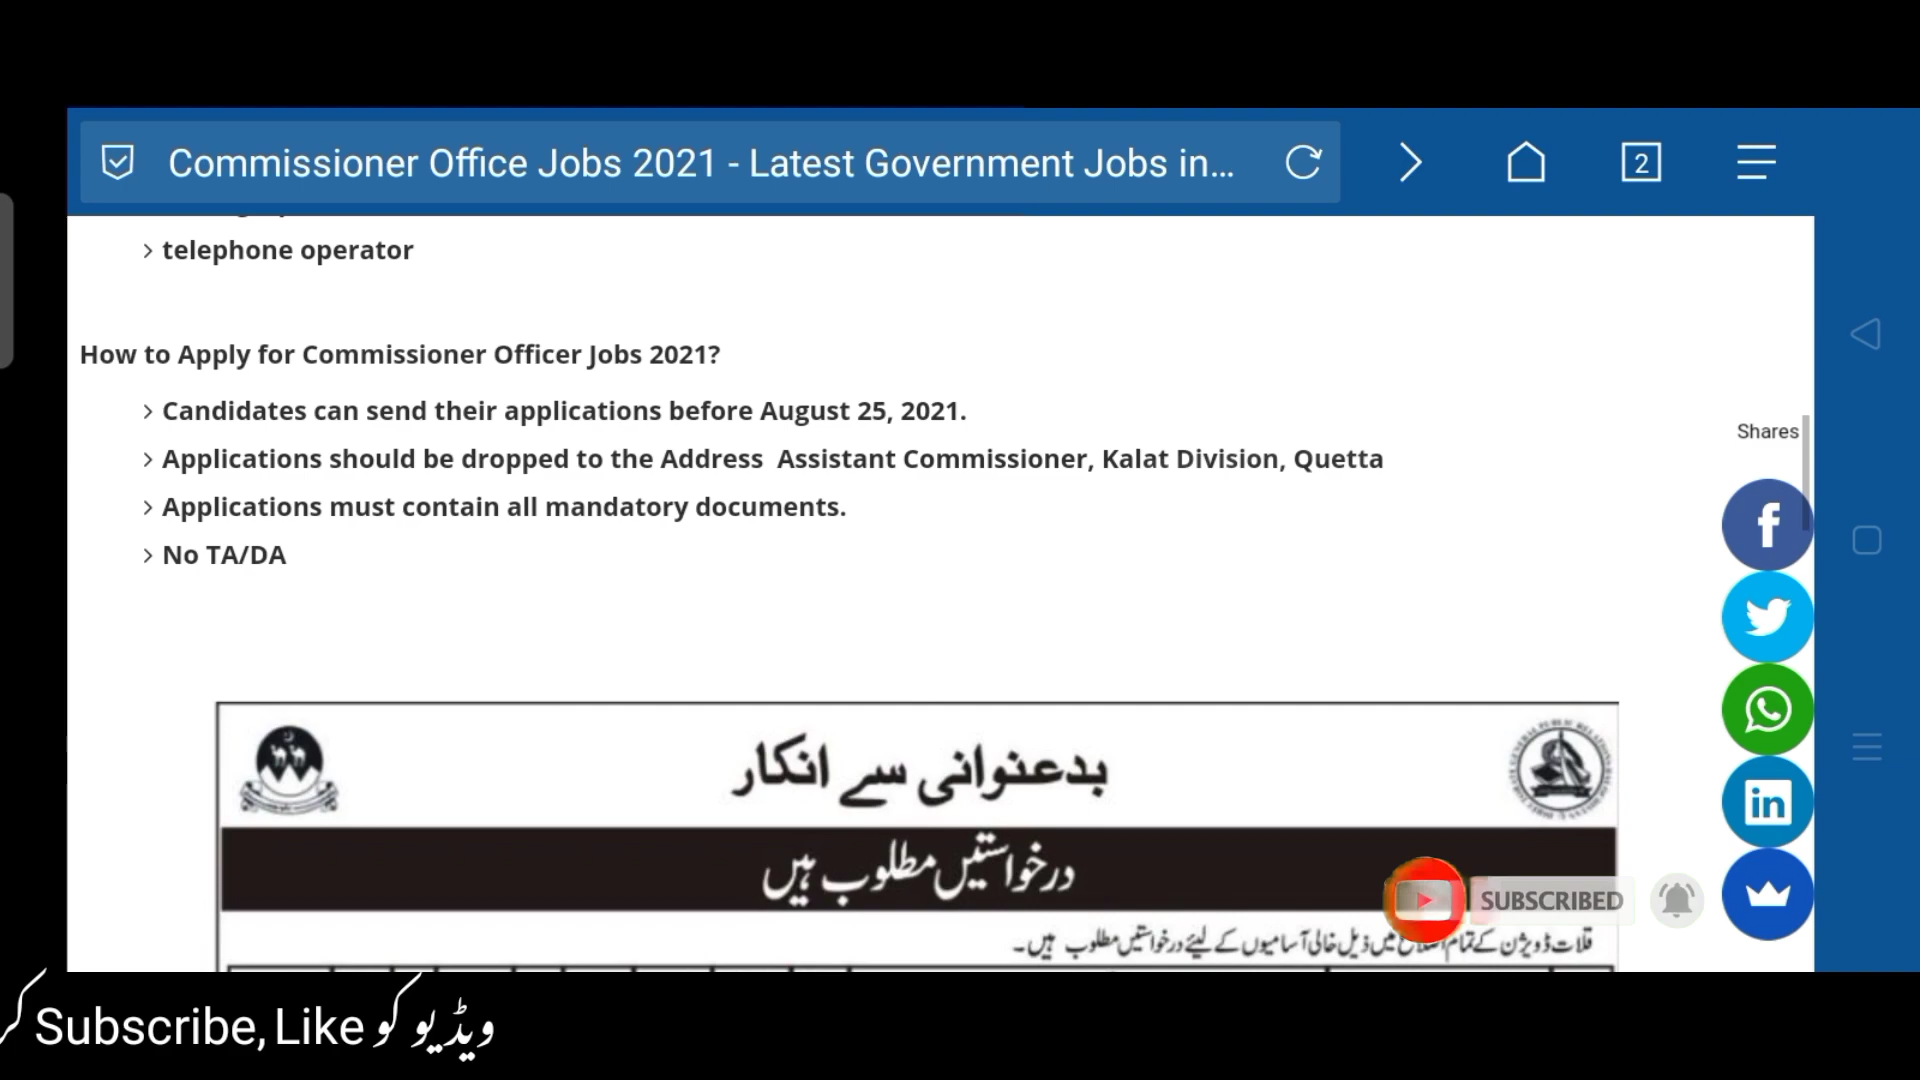 Commissioner Office Jobs 2021 - Latest Government Jobs in...
2
> telephone operator
How to Apply for Commissioner Officer Jobs 2021?
> Candidates can send their applications before August 25, 2021.
> Applications should be dropped to the Address Assistant Commissioner, Kalat Division, Quetta
> Applications must contain all mandatory documents.
> No TA/DA
Shares
f
in
بدعنوانی سے انکار
درخواستیں مطلوب ہیں
SUBSCRIBED
قلات ڈویژن کے تمام میں ذیل خالی آسامیوں کے لیئے درخواستیں مطلوب ہیں۔
ویڈیو کو Subscribe, Like